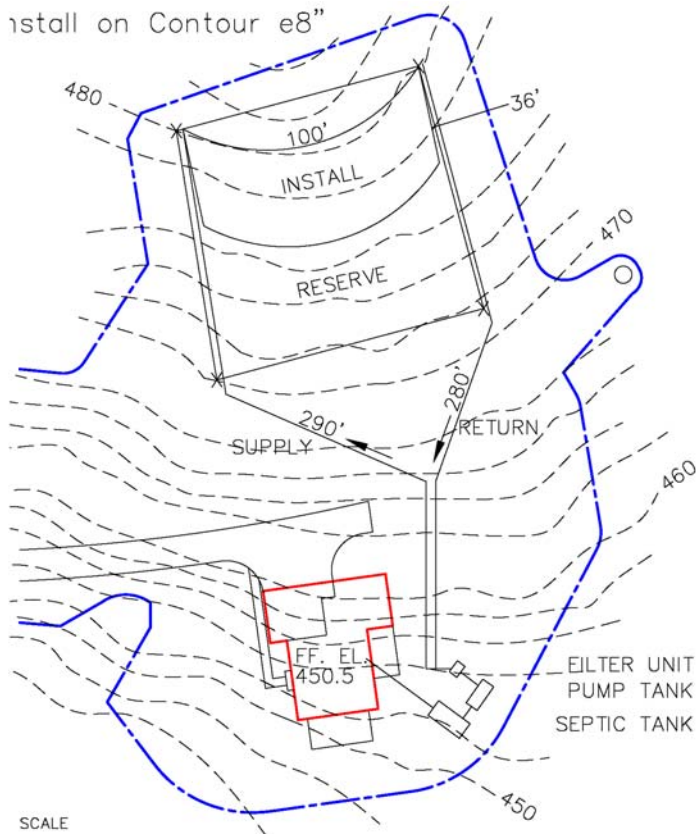 nstall on Contour e8"
480
36'
100'
INSTALL
470
RESERVE
280'
290'
RETURN
SUPPLY
460
FF. EL.
450.5
FILTER UNIT
PUMP TANK
SEPTIC TANK
450
SCALE